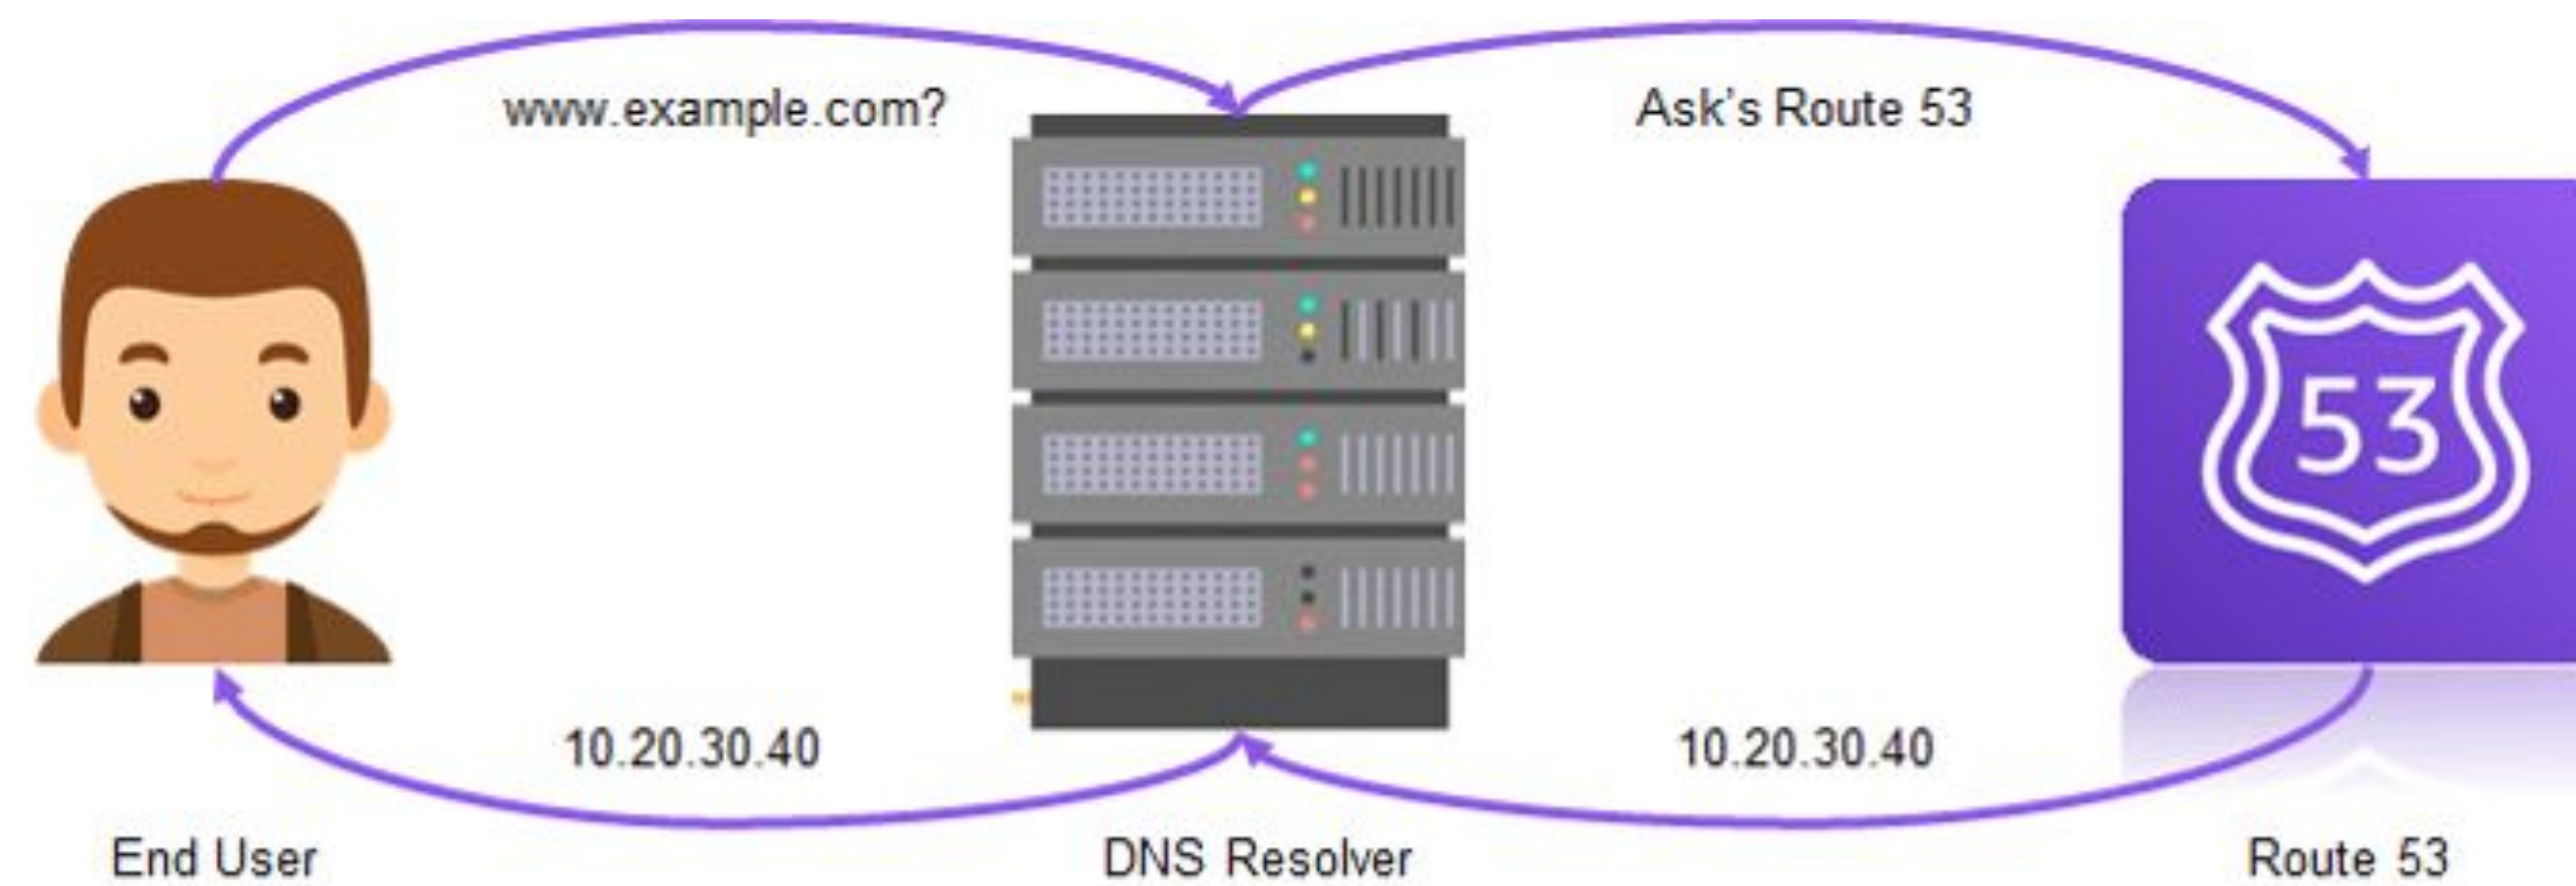 www.example.com?
Ask's Route 53
53
10.20.30.40
10.20.30.40
End User
DNS Resolver
Route 53